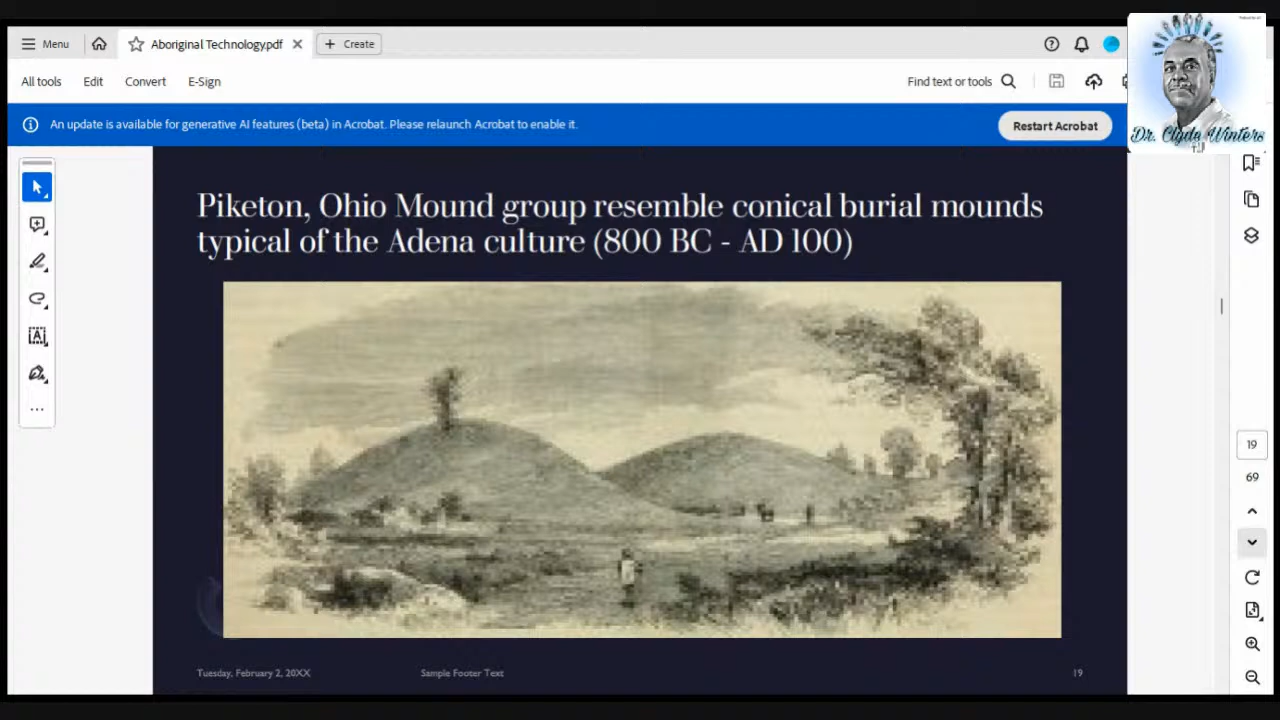 Menu
Aboriginal Technology.pdf
Create
All tools Edit Convert E-Sign
Find text or tools
An update is available for generative AI features (beta) in Acrobat. Please relaunch Acrobat to enable it.
Restart Acrobat
Dr. Clyde Winters
Piketon, Ohio Mound group resemble conical burial mounds
typical of the Adena culture (800 BC - AD 100)
19
69
Tuesday, February 2, 20XX Sample Footer Text 19